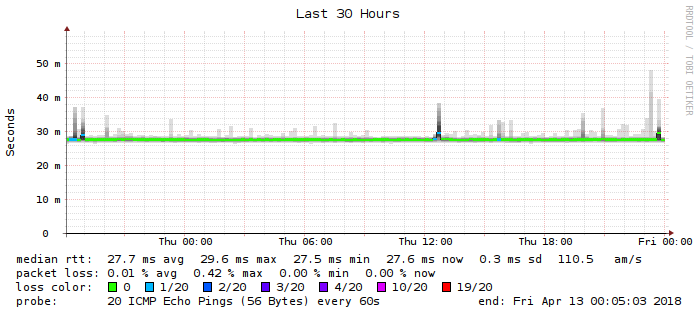 Last 30 Hours
RRDTOOL / TOBI OETIKER
Seconds
50 m
40 m
30 m
20 m
10 m
0
Thu 00:00 Thu 06:00 Thu 12:00 Thu 18:00 Fri 00:00
median rtt: 27.7 ms avg 29.6 ms max 27.5 ms min 27.6 ms now 0.3 ms sd 110.5 am/s
packet loss: 0.01 % avg 0.42 % max 0.00 % min 0.00 % now
loss color: 0 1/20 2/20 3/20 4/20 10/20 19/20
probe: 20 ICMP Echo Pings (56 Bytes) every 60s end: Fri Apr 13 00:05:03 2018